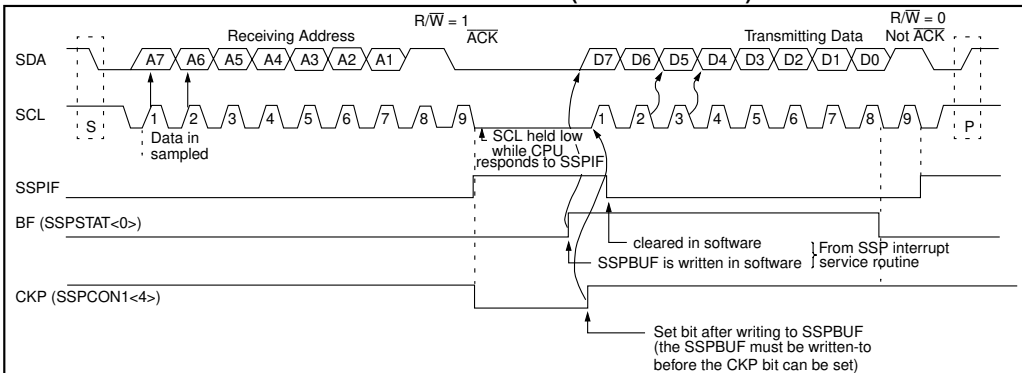 R/W = 1
ACK
R/W = 0
Not ACK
Receiving Address
Transmitting Data
SDA
A7 A6 A5 A4 A3 A2 A1
D7 D6 D5 D4 D3 D2 D1 D0
SCL
S
1 2 3 4 5 6 7 8 9
1 2 3 4 5 6 7 8 9
P
Data in
sampled
SCL held low
while CPU
responds to SSPIF
SSPIF
BF (SSPSTAT<0>)
cleared in software
SSPBUF is written in software
From SSP interrupt
service routine
CKP (SSPCON1<4>)
Set bit after writing to SSPBUF
(the SSPBUF must be written-to
before the CKP bit can be set)